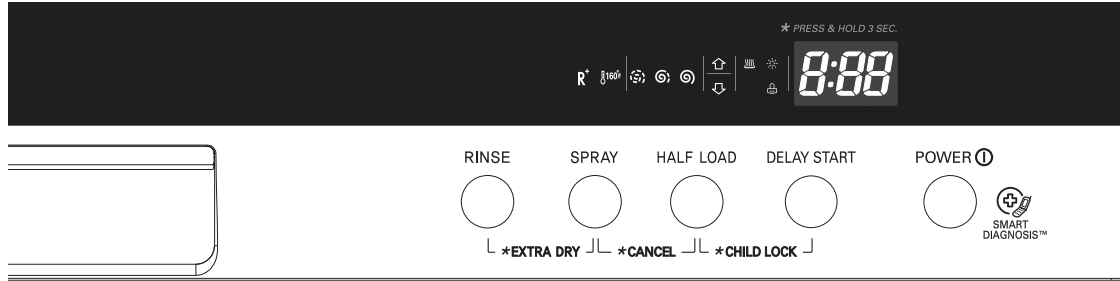 * PRESS & HOLD 3 SEC.
R+ 160°F 8:88
RINSE SPRAY HALF LOAD DELAY START POWER
SMART
DIAGNOSIS™
*EXTRA DRY *CANCEL *CHILD LOCK